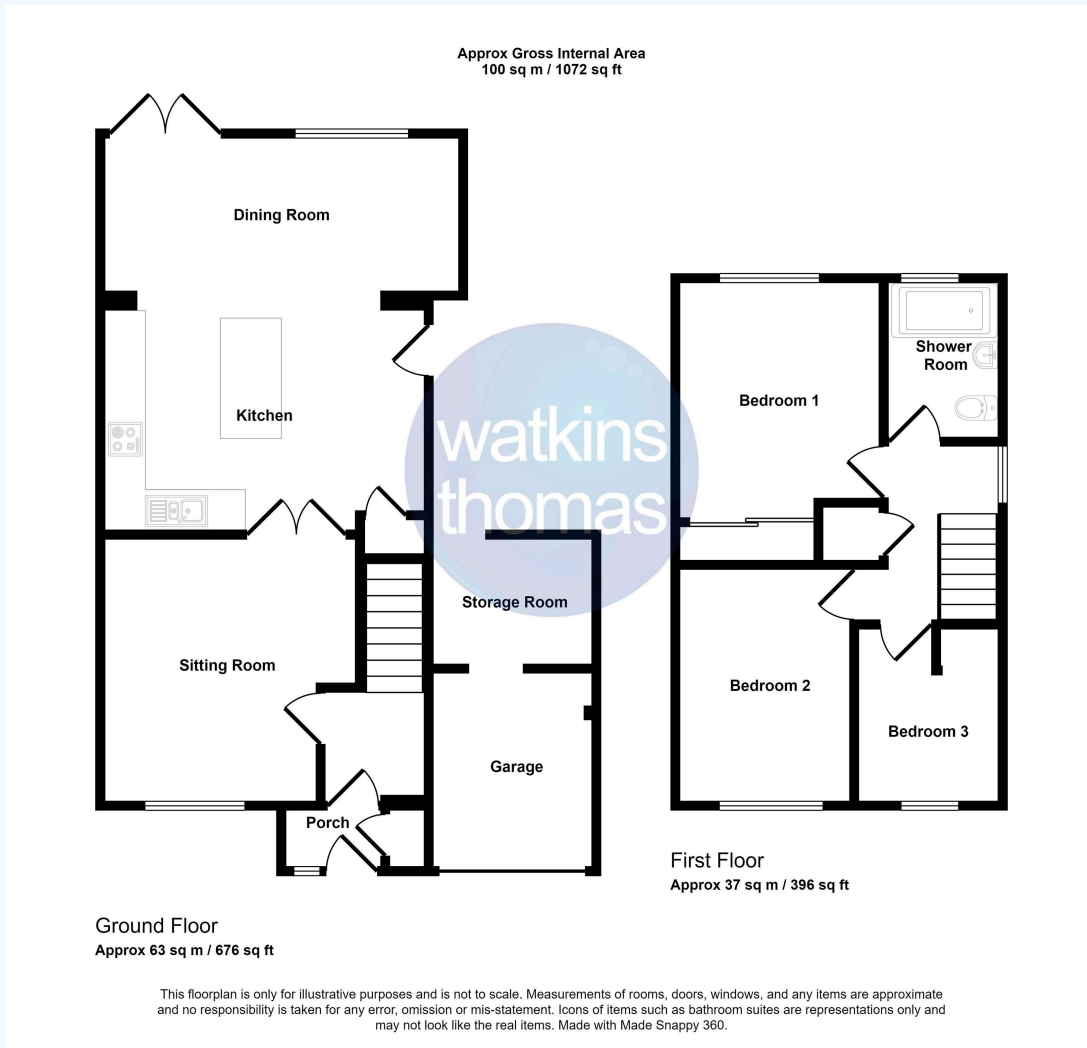 Approx Gross Internal Area
100 sq m / 1072 sq ft
Dining Room
Kitchen
Sitting Room
Storage Room
Garage
Porch
Bedroom 1
Shower
Room
Bedroom 2
Bedroom 3
watkins
thomas
First Floor
Approx 37 sq m / 396 sq ft
Ground Floor
Approx 63 sq m / 676 sq ft
This floorplan is only for illustrative purposes and is not to scale. Measurements of rooms, doors, windows, and any items are approximate
and no responsibility is taken for any error, omission or mis-statement. Icons of items such as bathroom suites are representations only and
may not look like the real items. Made with Made Snappy 360.